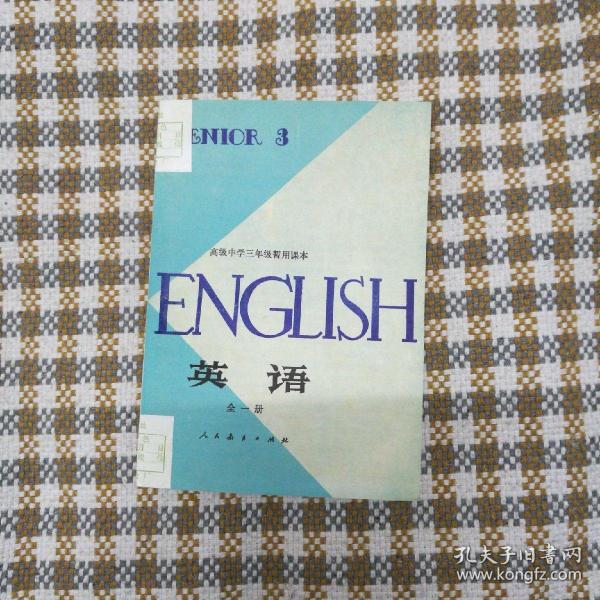 ENIOR 3
高级中学三年级暂用课本
ENGLISH
英语
全一册
人民教育出版社
孔夫子旧書网
www.kongfz.com